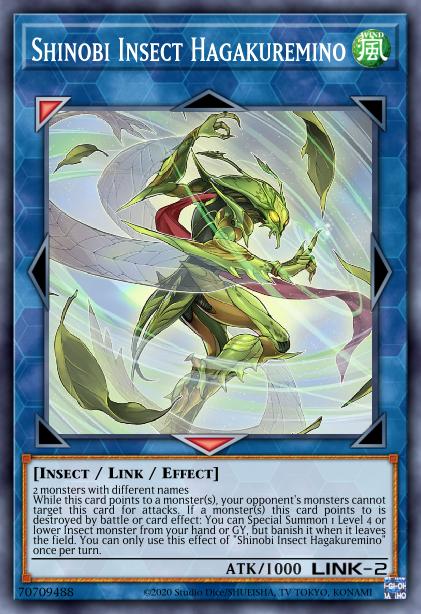 SHINOBI INSECT HAGAKUREMINO
WIND
風
[INSECT / LINK / EFFECT]
2 monsters with different names
While this card points to a monster(s), your opponent's monsters cannot
target this card for attacks. If a monster(s) this card points to is
destroyed by battle or card effect: You can Special Summon 1 Level 4 or
lower Insect monster from your hand or GY, but banish it when it leaves
the field. You can only use this effect of "Shinobi Insect Hagakuremino"
once per turn.
ATK/1000 LINK-2
70709488 ©2020 Studio Dice/SHUEISHA, TV TOKYO, KONAMI